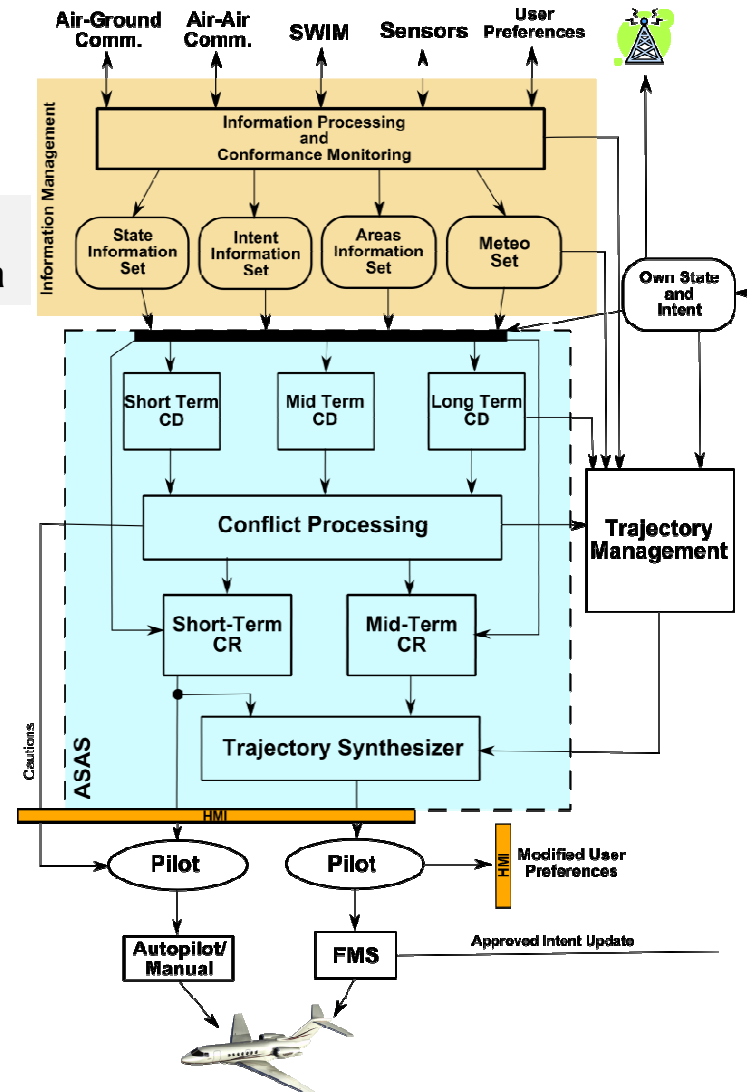 Air-Ground
Comm.
Air-Air
Comm.
SWIM
Sensors
User
Preferences
Information Management
Information Processing
and
Conformance Monitoring
State
Information
Set
Intent
Information
Set
Areas
Information
Set
Meteo
Set
Own State
and
Intent
a
Short Term
CD
Mid Term
CD
Long Term
CD
Conflict Processing
Trajectory
Management
Short-Term
CR
Mid-Term
CR
Trajectory Synthesizer
Cautions
ASAS
HMI
Pilot
Pilot
HMI
Modified User
Preferences
Autopilot/
Manual
FMS
Approved Intent Update